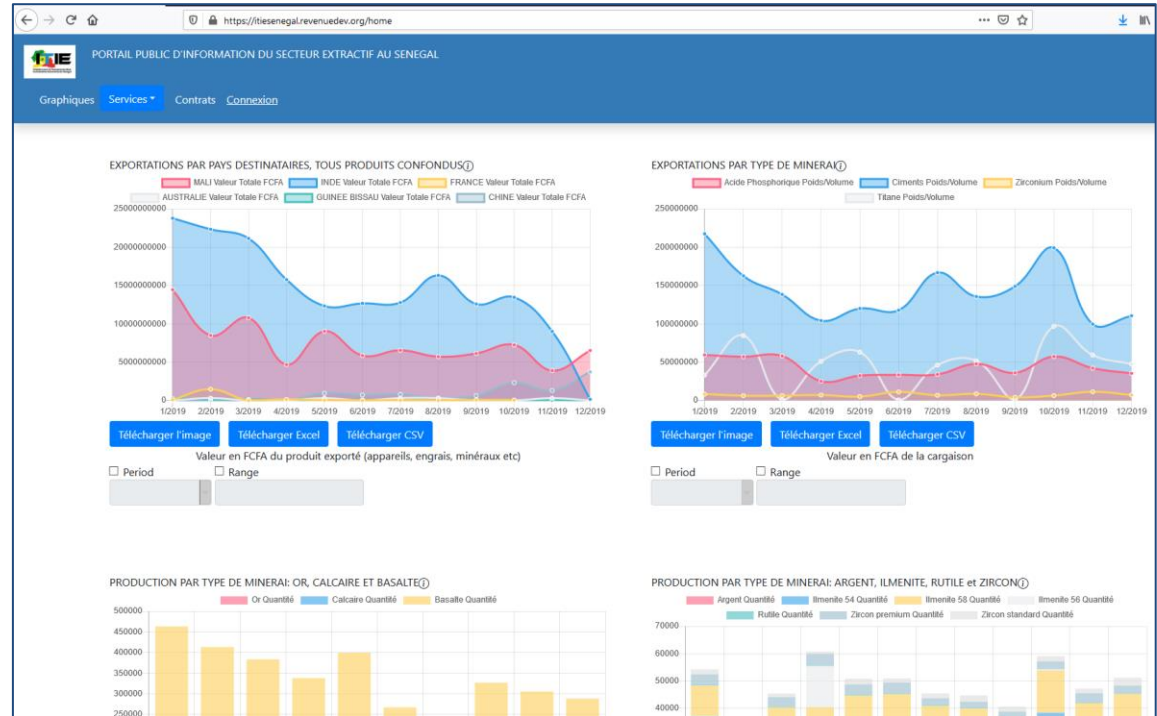 https://itiesenegal.revenuedev.org/home
ITIE
PORTAIL PUBLIC D'INFORMATION DU SECTEUR EXTRACTIF AU SENEGAL
Graphiques Services Contrats Connexion
EXPORTATIONS PAR PAYS DESTINATAIRES, TOUS PRODUITS CONFONDUS
MALI Valeur Totale FCFA INDE Valeur Totale FCFA FRANCE Valeur Totale FCFA
AUSTRALIE Valeur Totale FCFA GUINEE BISSAU Valeur Totale FCFA CHINE Valeur Totale FCFA
25000000000
20000000000
15000000000
10000000000
5000000000
0
1/2019 2/2019 3/2019 4/2019 5/2019 6/2019 7/2019 8/2019 9/2019 10/2019 11/2019 12/2019
Télécharger l'image Télécharger Excel Télécharger CSV
Valeur en FCFA du produit exporté (appareils, engrais, minéraux etc)
Period Range
EXPORTATIONS PAR TYPE DE MINERAI
Acide Phosphorique Poids/Volume Ciments Poids/Volume Zirconium Poids/Volume
Titane Poids/Volume
250000000
200000000
150000000
100000000
50000000
0
1/2019 2/2019 3/2019 4/2019 5/2019 6/2019 7/2019 8/2019 9/2019 10/2019 11/2019 12/2019
Télécharger l'image Télécharger Excel Télécharger CSV
Valeur en FCFA de la cargaison
Period Range
PRODUCTION PAR TYPE DE MINERAI: OR, CALCAIRE ET BASALTE
Or Quantité Calcaire Quantité Basalte Quantité
500000
450000
400000
350000
300000
250000
PRODUCTION PAR TYPE DE MINERAI: ARGENT, ILMENITE, RUTILE et ZIRCON
Argent Quantité Ilmenite 54 Quantité Ilmenite 58 Quantité Ilmenite 56 Quantité
Rutile Quantité Zircon premium Quantité Zircon standard Quantité
70000
60000
50000
40000